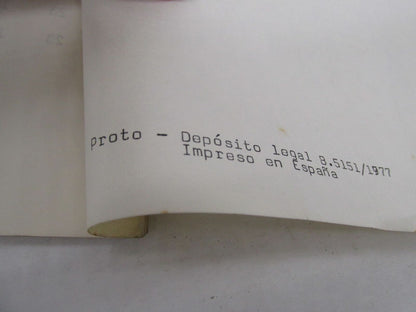 proto - Depósito legal B.5151/1977
Impreso en España